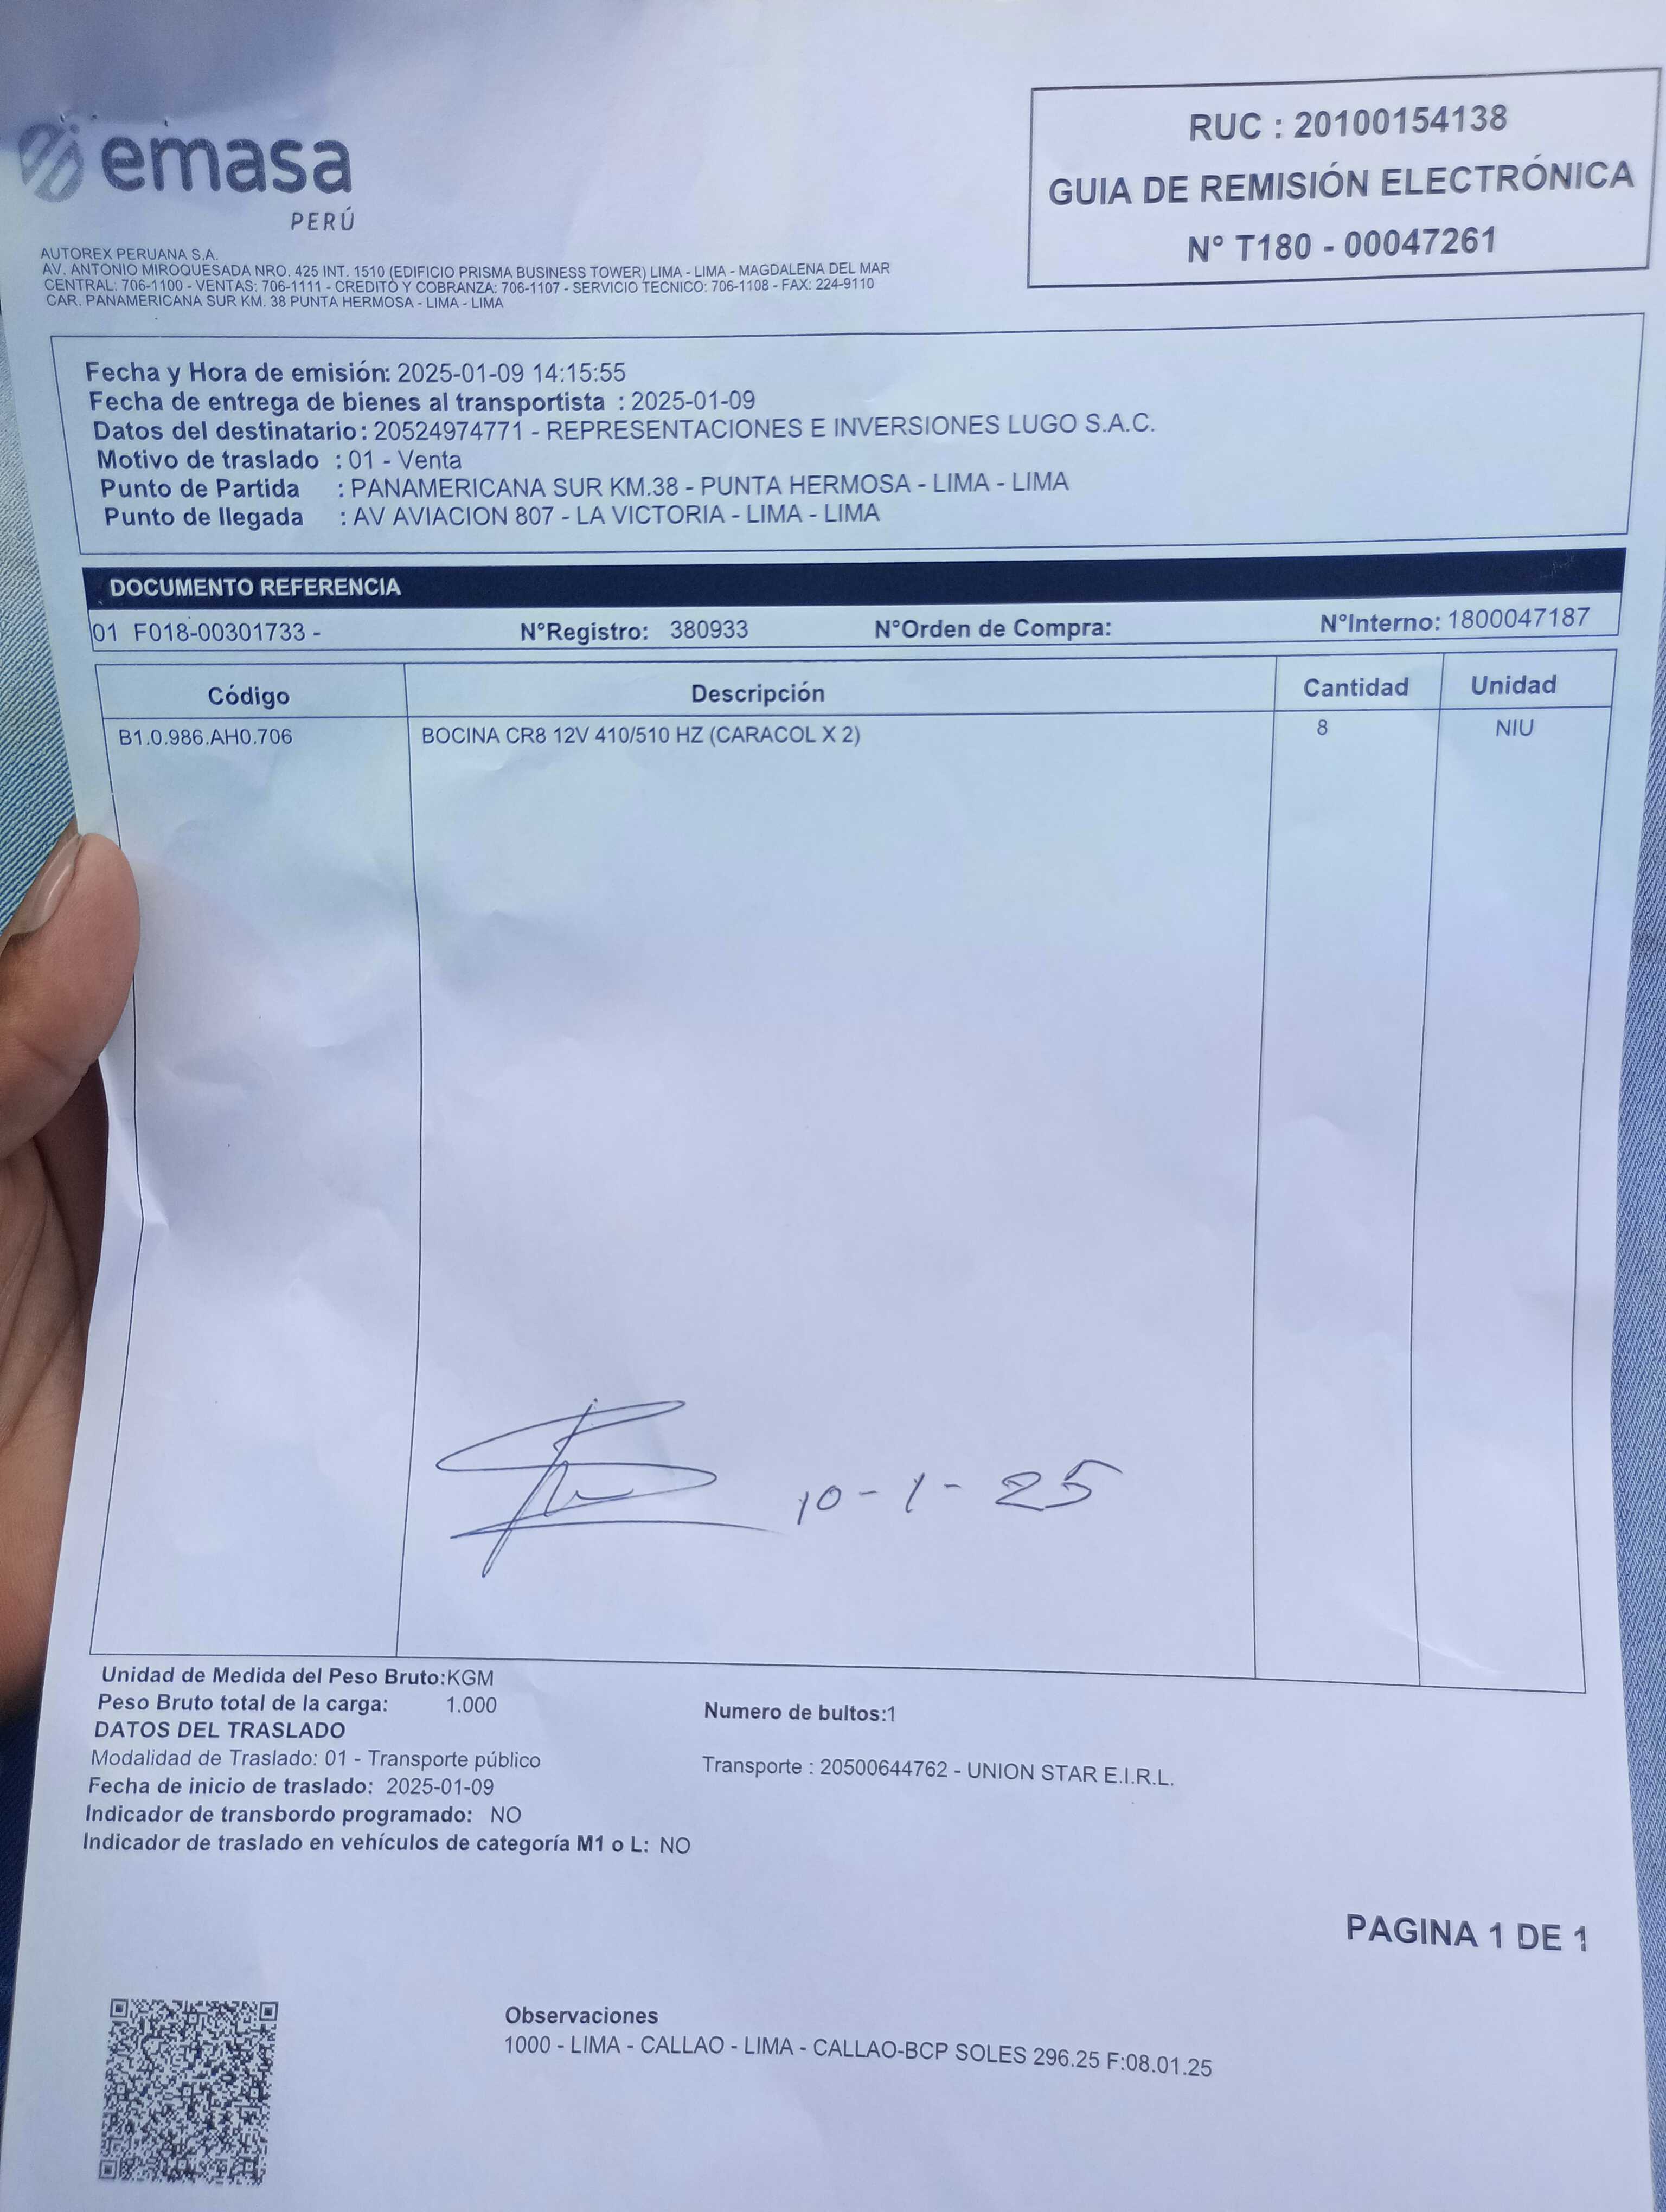 emasa
PERÚ
RUC : 20100154138
GUIA DE REMISIÓN ELECTRÓNICA
N° T180 - 00047261
AUTOREX PERUANA S.A.
AV. ANTONIO MIROQUESADA NRO. 425 INT. 1510 (EDIFICIO PRISMA BUSINESS TOWER) LIMA - LIMA - MAGDALENA DEL MAR
CENTRAL: 706-1100 - VENTAS: 706-1111 - CREDITO Y COBRANZA: 706-1107 - SERVICIO TECNICO: 706-1108 - FAX: 224-9110
CAR. PANAMERICANA SUR KM. 38 PUNTA HERMOSA - LIMA - LIMA
Fecha y Hora de emisión: 2025-01-09 14:15:55
Fecha de entrega de bienes al transportista : 2025-01-09
Datos del destinatario: 20524974771 - REPRESENTACIONES E INVERSIONES LUGO S.A.C.
Motivo de traslado : 01 - Venta
Punto de Partida : PANAMERICANA SUR KM.38 - PUNTA HERMOSA - LIMA - LIMA
Punto de llegada : AV AVIACION 807 - LA VICTORIA - LIMA - LIMA
DOCUMENTO REFERENCIA
01 F018-00301733 - N°Registro: 380933 N°Orden de Compra: N°Interno: 1800047187
Código Descripción Cantidad Unidad
B1.0.986.AH0.706 BOCINA CR8 12V 410/510 HZ (CARACOL X 2) 8 NIU
10-1-25
Unidad de Medida del Peso Bruto:KGM
Peso Bruto total de la carga: 1.000 Numero de bultos:1
DATOS DEL TRASLADO
Modalidad de Traslado: 01 - Transporte público Transporte : 20500644762 - UNION STAR E.I.R.L.
Fecha de inicio de traslado: 2025-01-09
Indicador de transbordo programado: NO
Indicador de traslado en vehículos de categoría M1 o L: NO
PAGINA 1 DE 1
Observaciones
1000 - LIMA - CALLAO - LIMA - CALLAO-BCP SOLES 296.25 F:08.01.25